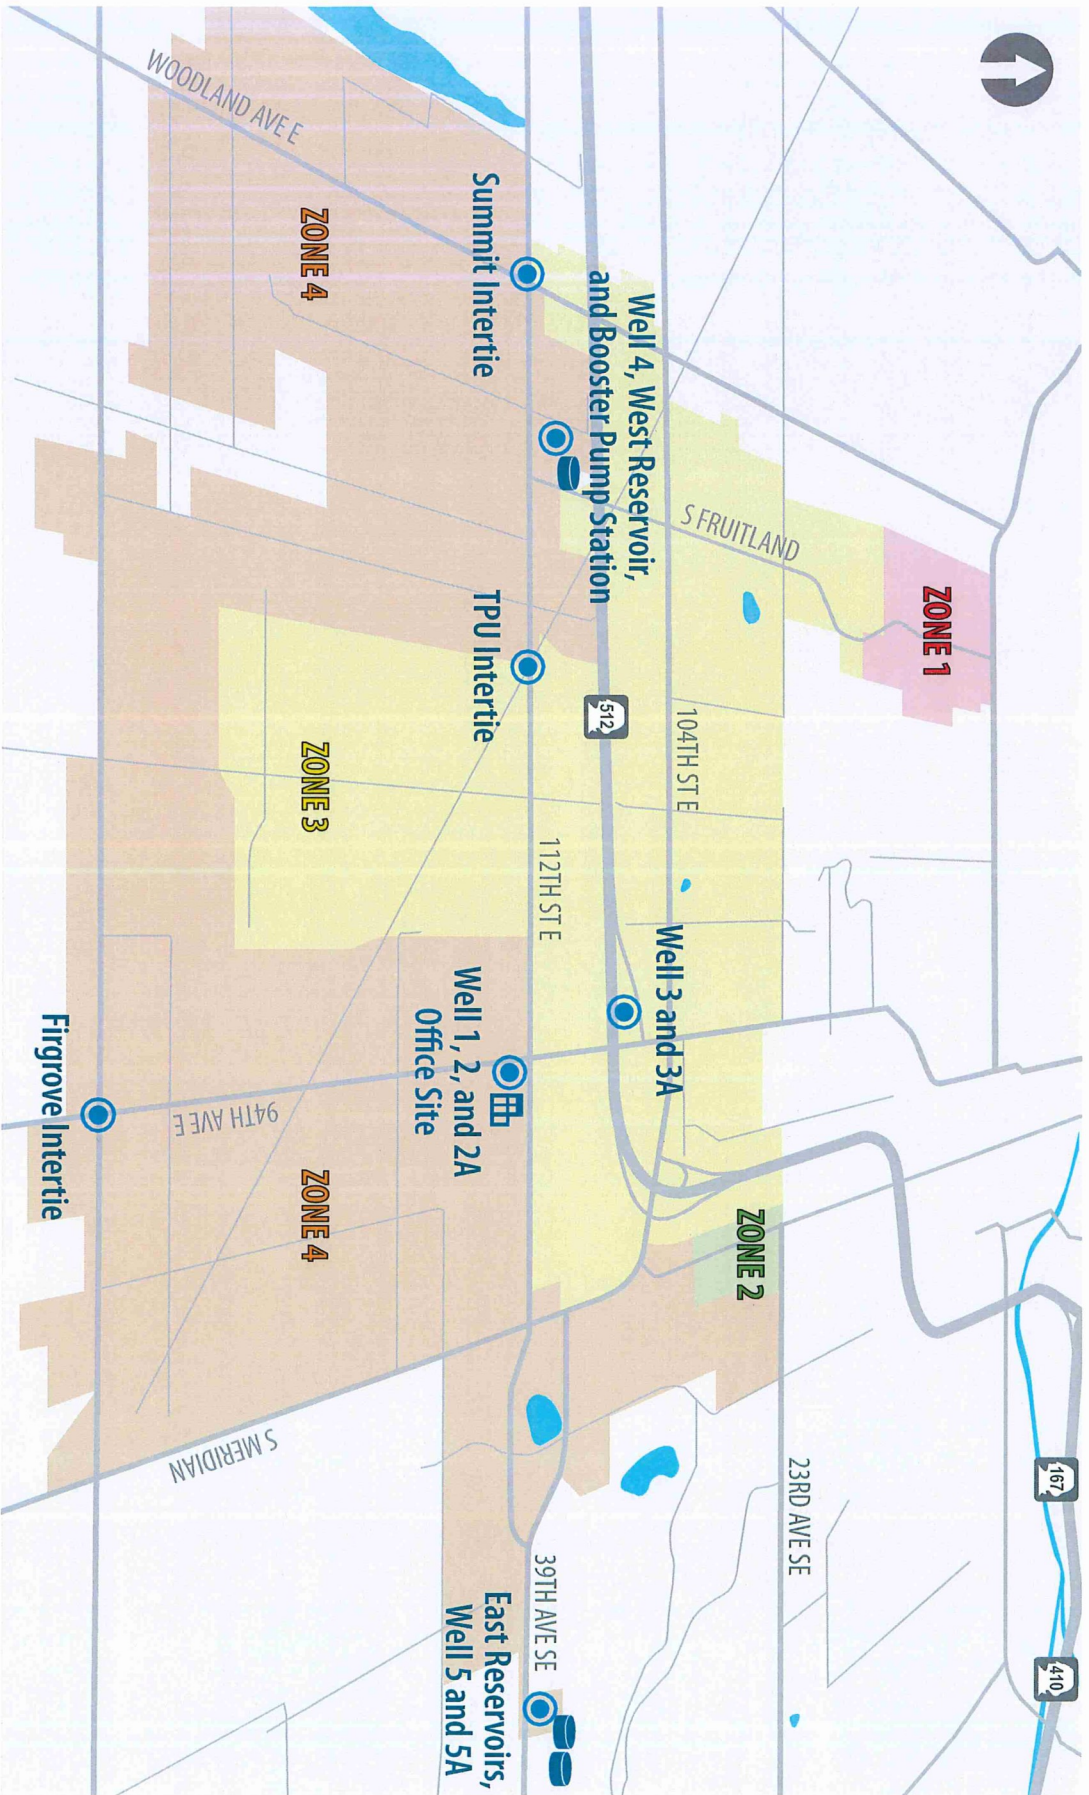 ZONE 1
167
410
S FRUITLAND
ZONE 2
23RD AVE SE
104TH ST E
Well 4, West Reservoir,
and Booster Pump Station
512
Well 3 and 3A
112TH ST E
39TH AVE SE
Summit Intertie
TPU Intertie
Well 1, 2, and 2A
Office Site
East Reservoirs,
Well 5 and 5A
WOODLAND AVE E
ZONE 4
ZONE 3
ZONE 4
94TH AVE E
S MERIDIAN
Firgrove Intertie